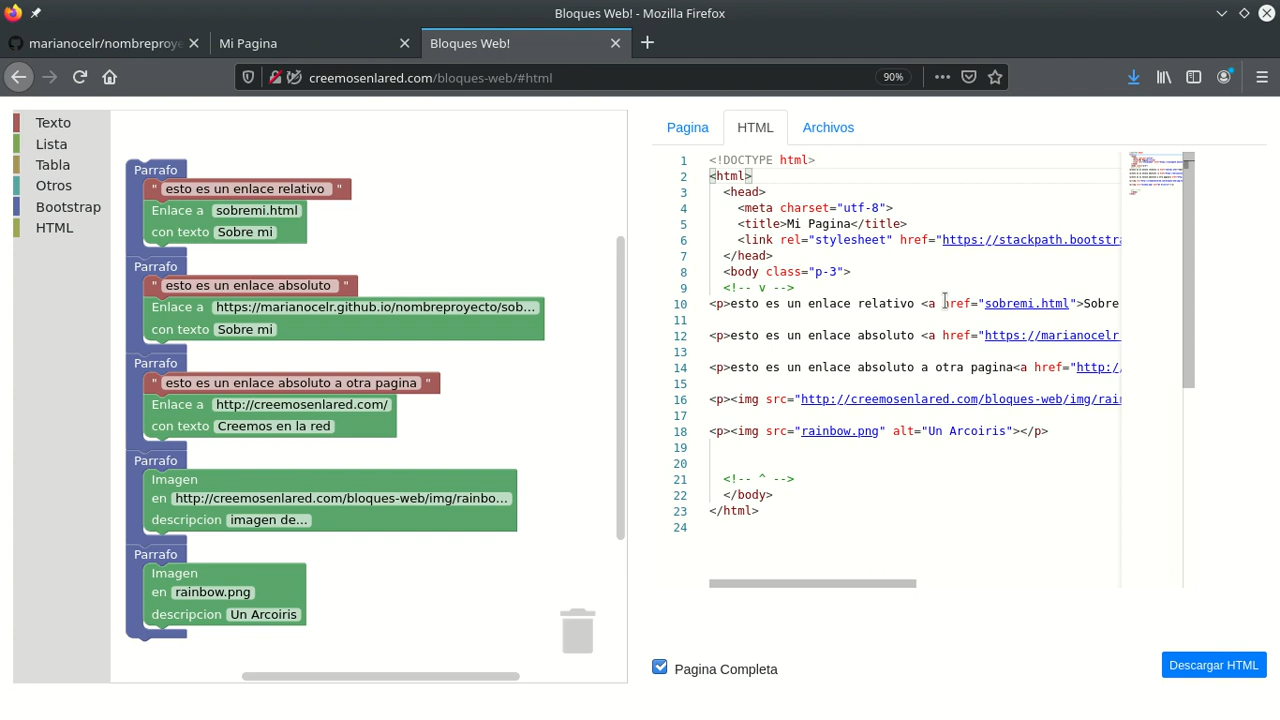 Bloques Web! - Mozilla Firefox
marianocelr/nombreproye
Mi Pagina
Bloques Web!
creemosenlared.com/bloques-web/#html
90%
Texto
Lista
Tabla
Otros
Bootstrap
HTML
Parrafo
" esto es un enlace relativo "
Enlace a sobremi.html
con texto Sobre mi
Parrafo
" esto es un enlace absoluto "
Enlace a https://marianocelr.github.io/nombreproyecto/sob...
con texto Sobre mi
Parrafo
" esto es un enlace absoluto a otra pagina "
Enlace a http://creemosenlared.com/
con texto Creemos en la red
Parrafo
Imagen
en http://creemosenlared.com/bloques-web/img/rainbo...
descripcion imagen de...
Parrafo
Imagen
en rainbow.png
descripcion Un Arcoiris
Pagina
HTML
Archivos
1 <!DOCTYPE html>
2 <html>
3 <head>
4 <meta charset="utf-8">
5 <title>Mi Pagina</title>
6 <link rel="stylesheet" href="https://stackpath.bootstra
7 </head>
8 <body class="p-3">
9 <!-- v -->
10 <p>esto es un enlace relativo <a href="sobremi.html">Sobre
11
12 <p>esto es un enlace absoluto <a href="https://marianocelr
13
14 <p>esto es un enlace absoluto a otra pagina<a href="http:/
15
16 <p><img src="http://creemosenlared.com/bloques-web/img/rai
17
18 <p><img src="rainbow.png" alt="Un Arcoiris"></p>
19
20
21 <!-- ^ -->
22 </body>
23 </html>
24
Pagina Completa
Descargar HTML